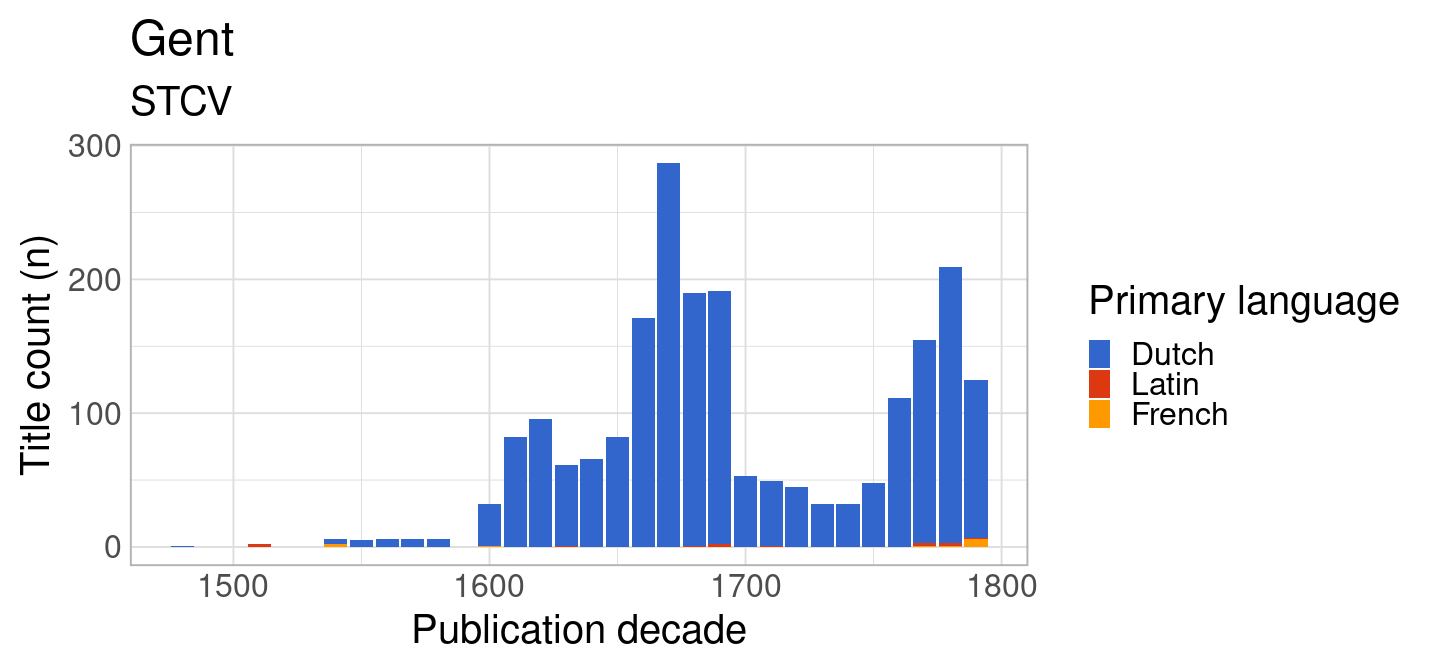 Gent
STCV
Title count (n)
300
200
100
0
1500 1600 1700 1800
Publication decade
Primary language
Dutch
Latin
French